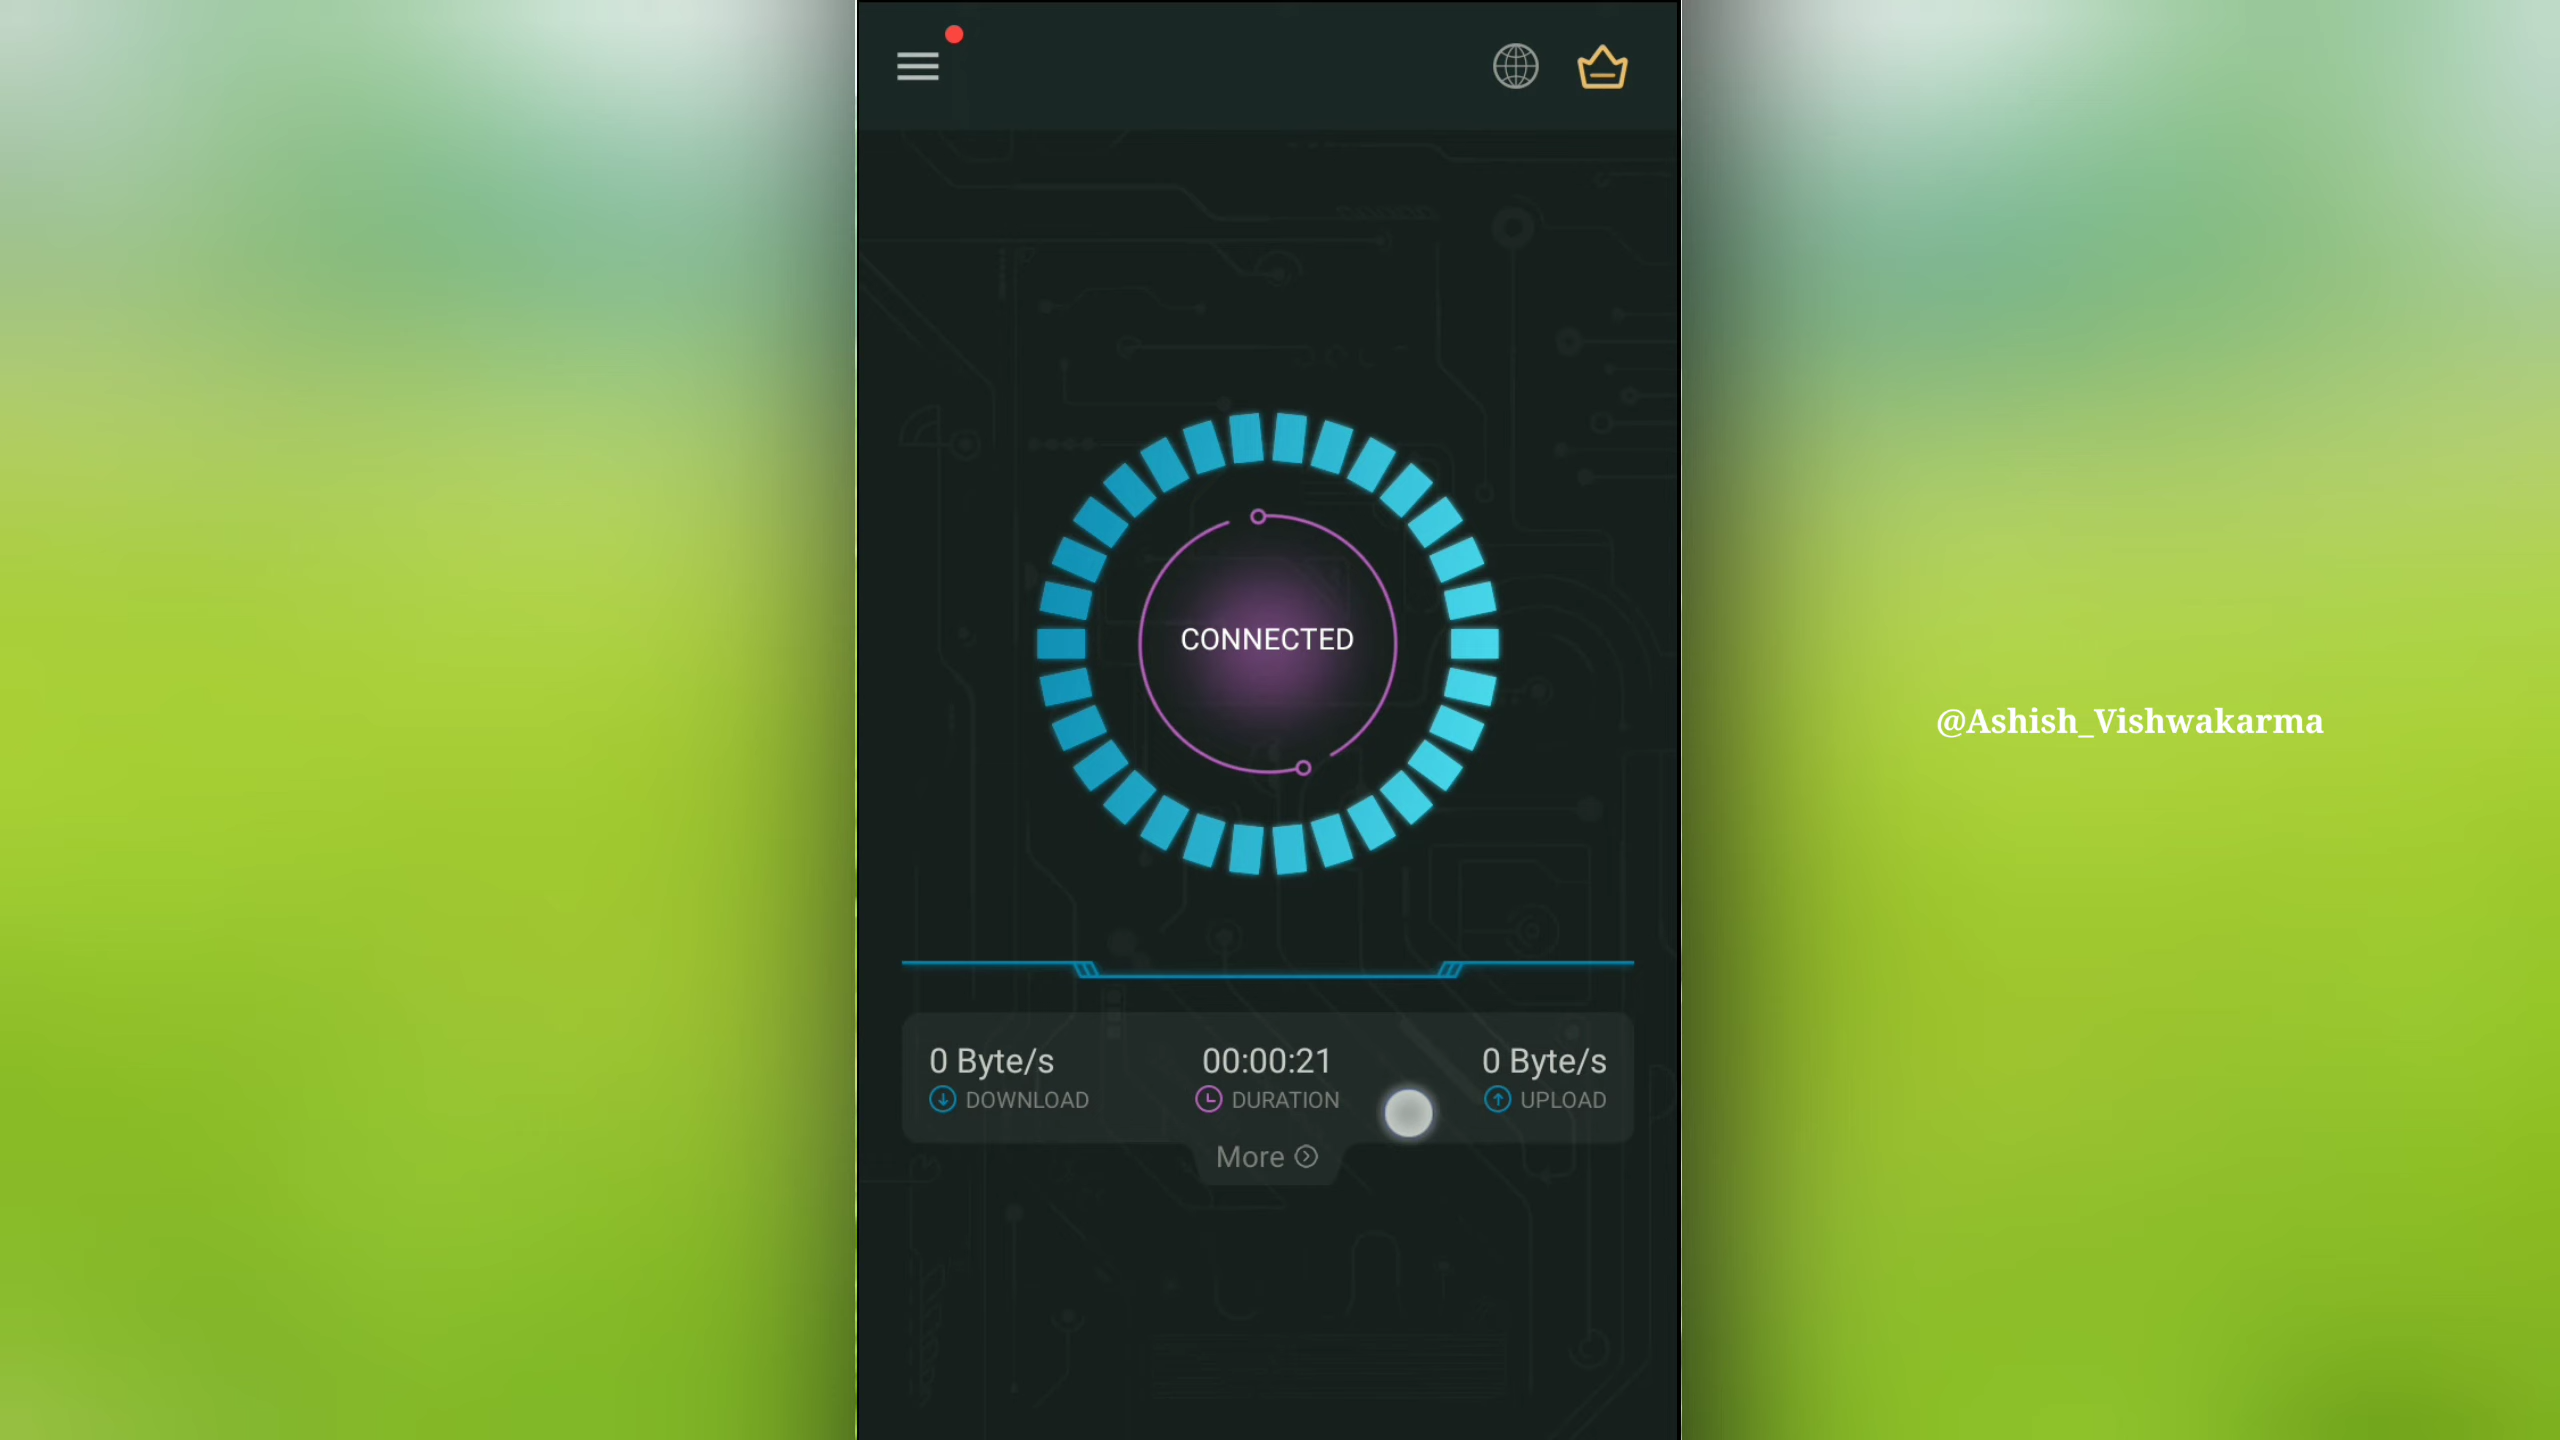 CONNECTED
@Ashish_Vishwakarma
0 Byte/s 00:00:21 0 Byte/s
DOWNLOAD DURATION UPLOAD
More